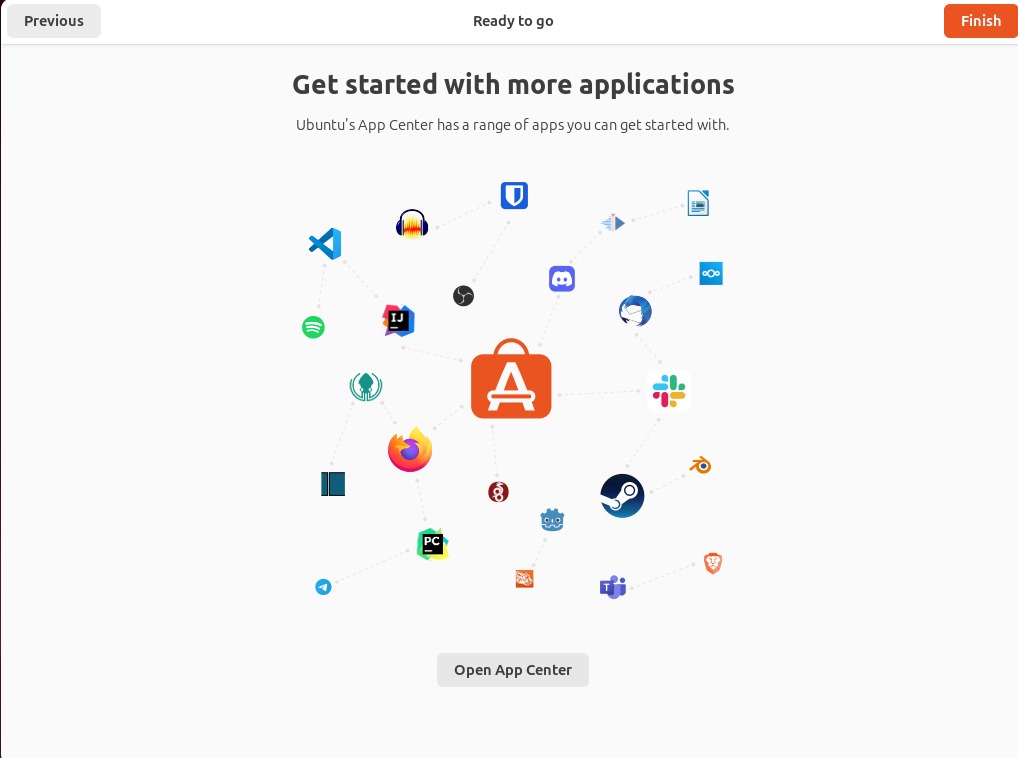 Previous
Ready to go
Finish
Get started with more applications
Ubuntu's App Center has a range of apps you can get started with.
IJ
PC
T
Open App Center